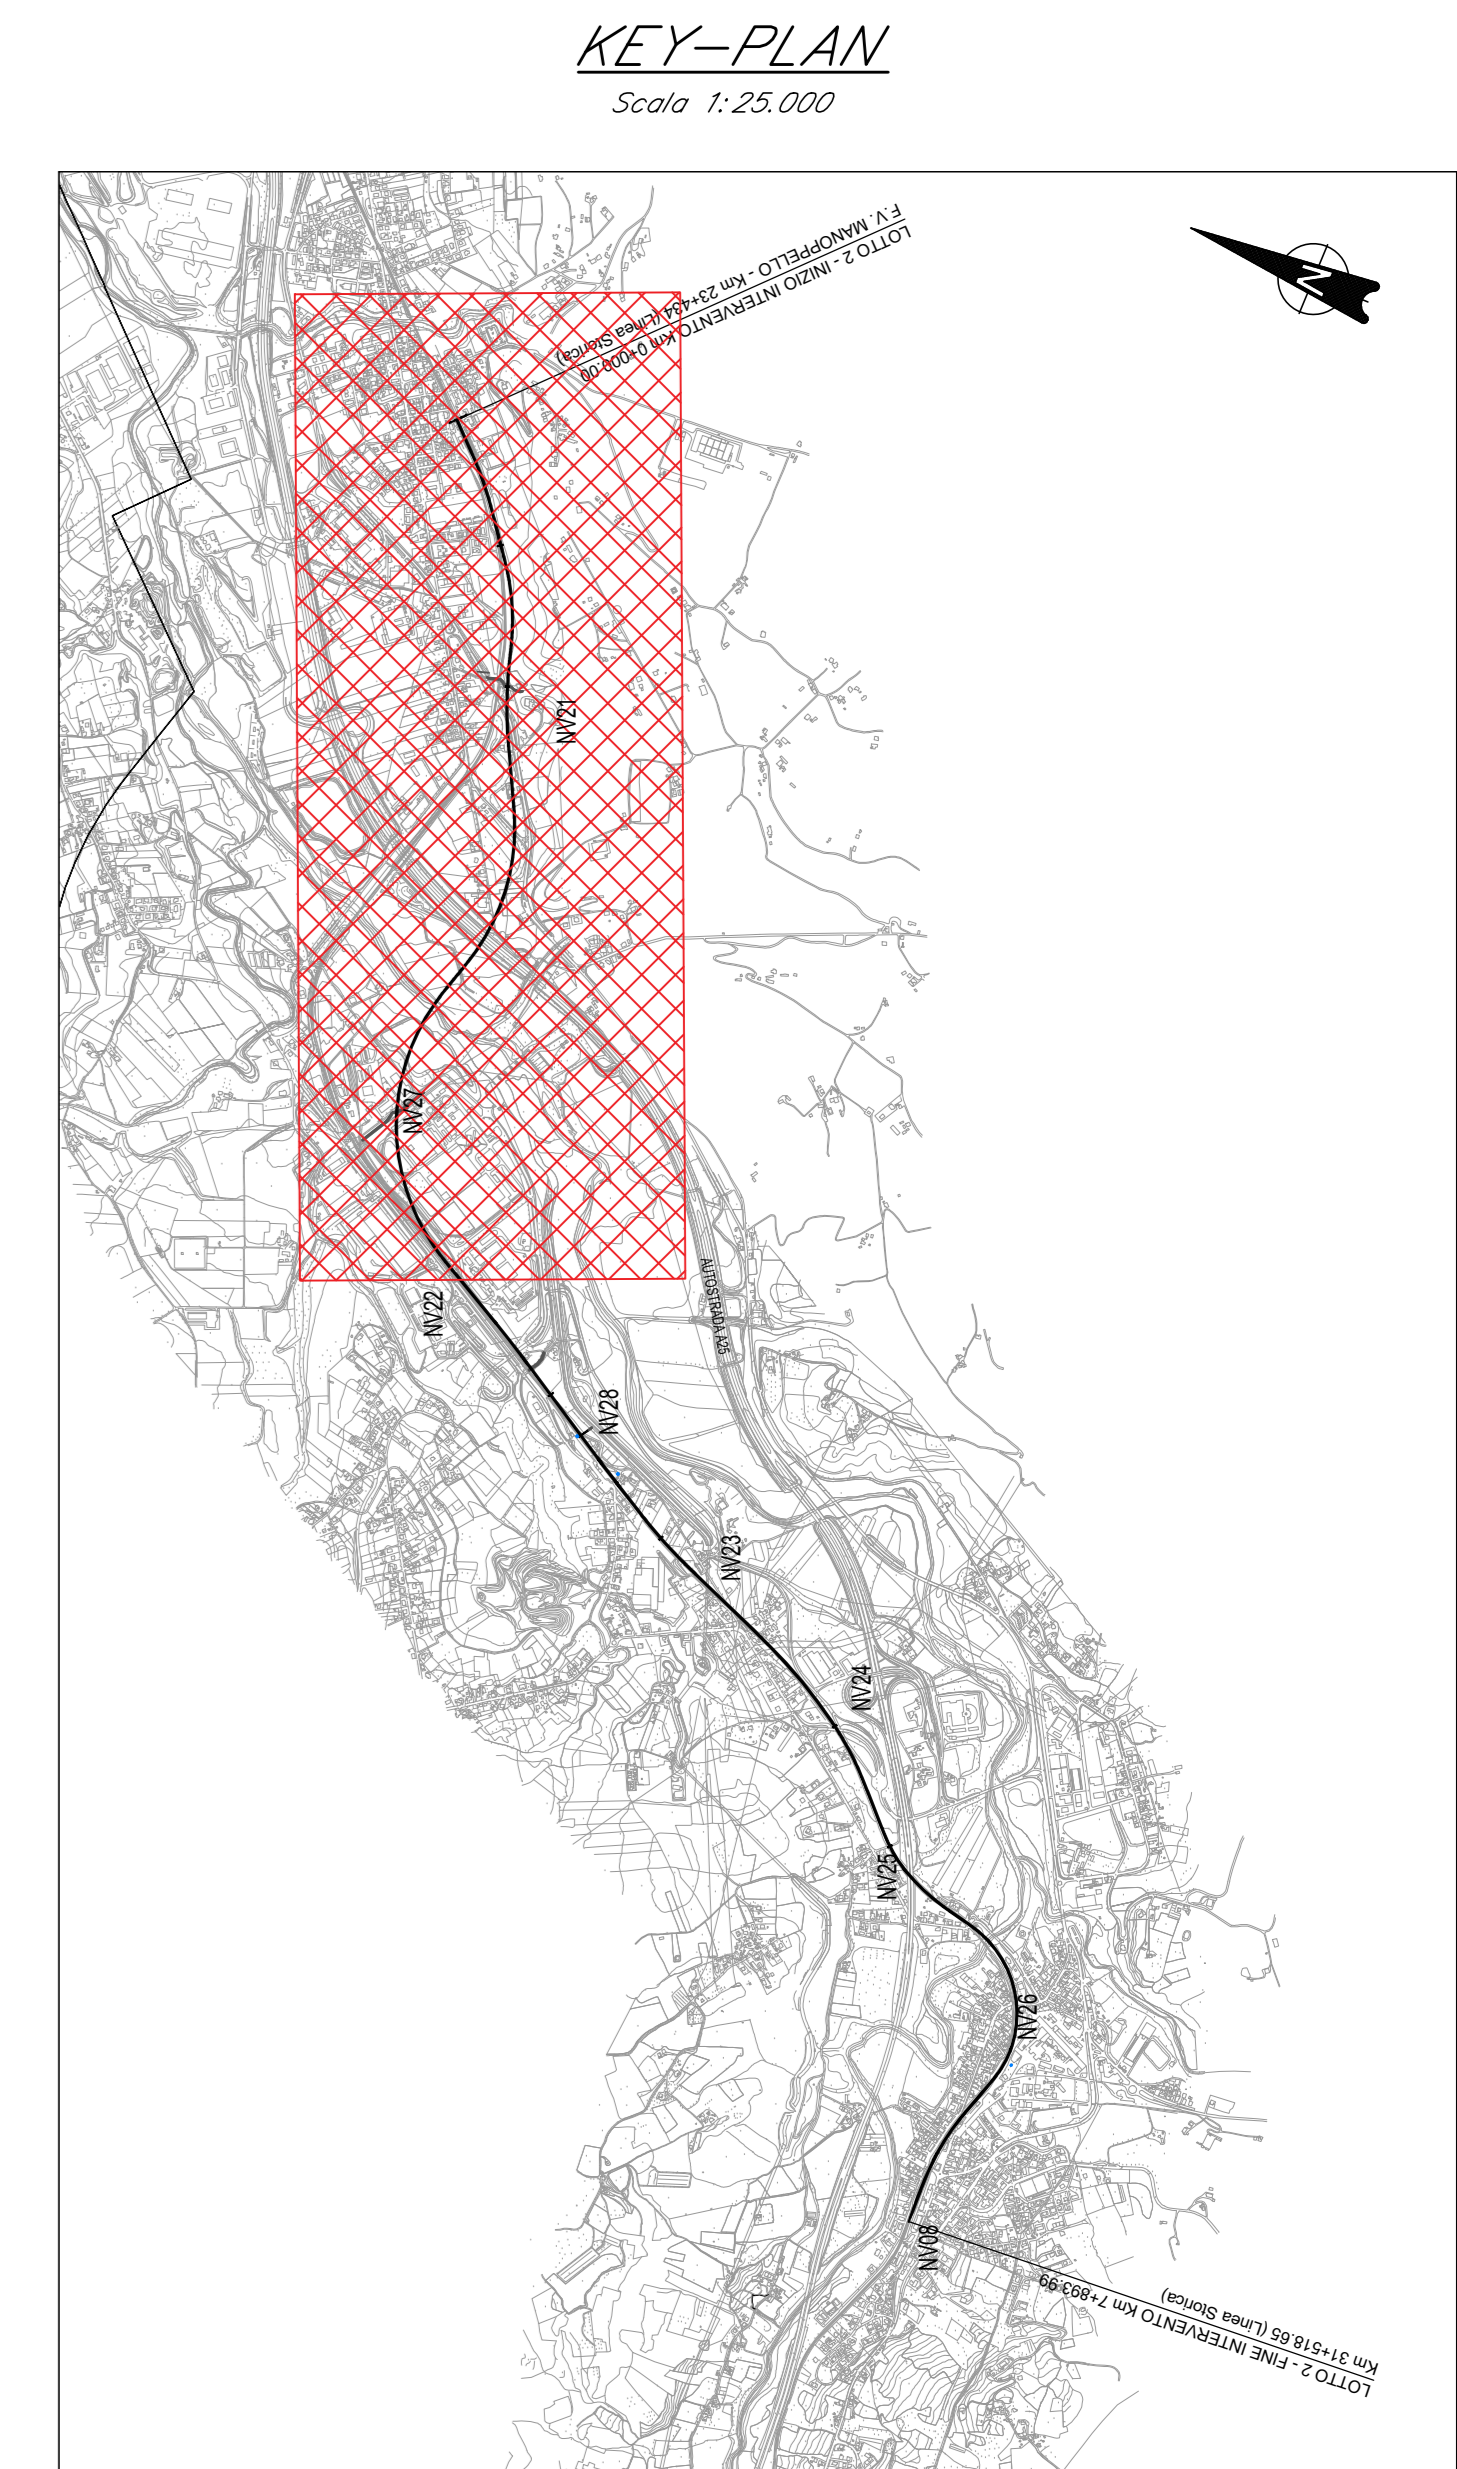 KEY-PLAN
Scala 1:25.000
F.V. MANOPPELLO - Km 23+434 (Linea Storica)
LOTTO 2 - INIZIO INTERVENTO Km 0+000.00
N
NV21
NV27
NV22
AUTOSTRADA A25
NV28
NV23
NV24
NV25
NV26
NV08
LOTTO 2 - FINE INTERVENTO Km 7+893.99
Km 31+518.65 (Linea Storica)